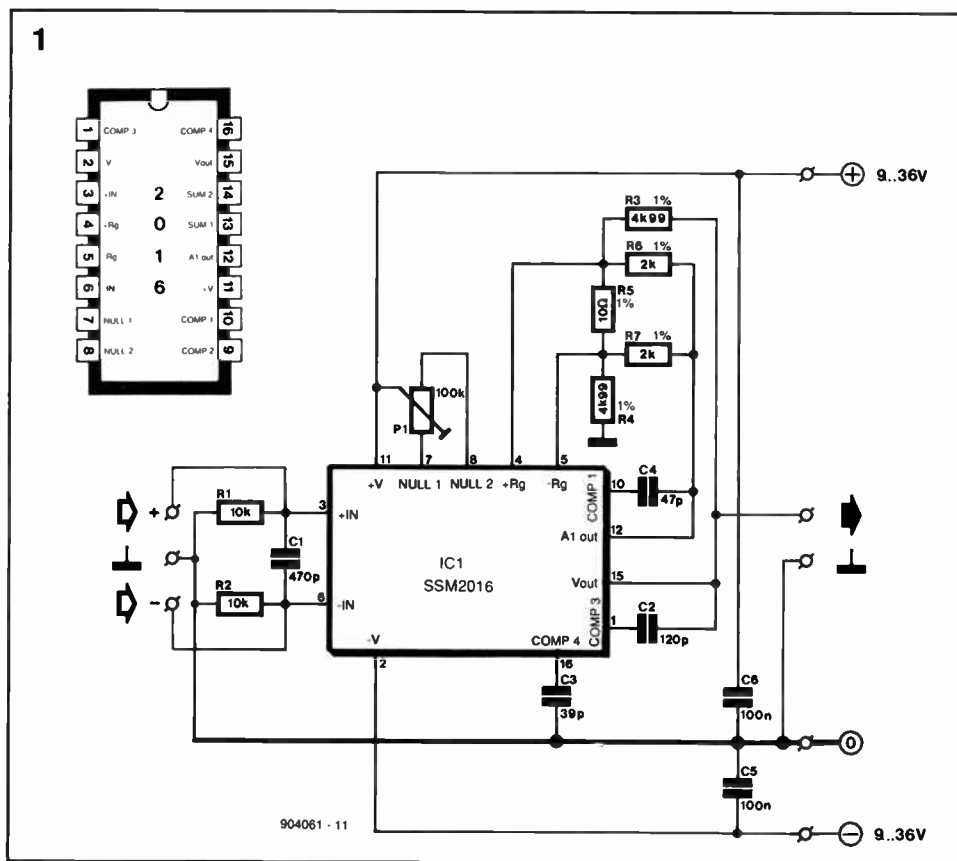 1
1 COMP 3 COMP 4 16
2 V Vout 15
3 +IN 2 SUM 2 14
4 +Rg 0 SUM 1 13
5 Rg 1 A1 out 12
6 IN 6 +V 11
7 NULL 1 COMP 1 10
8 NULL 2 COMP 2 9
+ 9..36V
R3 1%
4k99
R6 1%
2k
R5
10Ω
1%
R7 1%
2k
4k99
1%
R4
100k
P1
11 7 8 4 5
+V NULL 1 NULL 2 +Rg -Rg
COMP 1
10
C4
47p
A1 out
12
Vout
15
COMP 3
1
C2
120p
+
R1
10k
3
+IN
C1
470p
-
R2
10k
6
-IN
IC1
SSM2016
-V
2
COMP 4
16
C3
39p
C6
100n
0
C5
100n
904061 - 11
- 9..36V